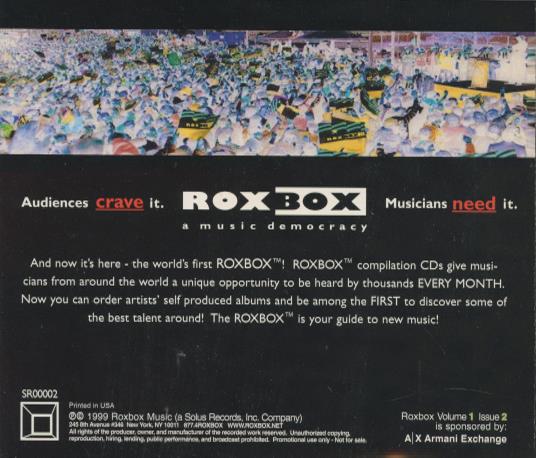 ROXBOX
ROXBOX
Audiences crave it. ROXBOX Musicians need it.
a music democracy
And now it's here - the world's first ROXBOX™! ROXBOX™ compilation CDs give musi-
cians from around the world a unique opportunity to be heard by thousands EVERY MONTH.
Now you can order artists' self produced albums and be among the FIRST to discover some of
the best talent around! The ROXBOX™ is your guide to new music!
SR00002
Printed in USA
℗© 1999 Roxbox Music (a Solus Records, Inc. Company)
245 8th Avenue #346 New York, NY 10011 877.4ROXBOX WWW.ROXBOX.NET
All rights of the producer, owner, and manufacturer of the recorded work reserved. Unauthorized copying,
reproduction, hiring, lending, public performance, and broadcast prohibited. Promotional use only - Not for sale.
Roxbox Volume 1 Issue 2
is sponsored by:
A|X Armani Exchange